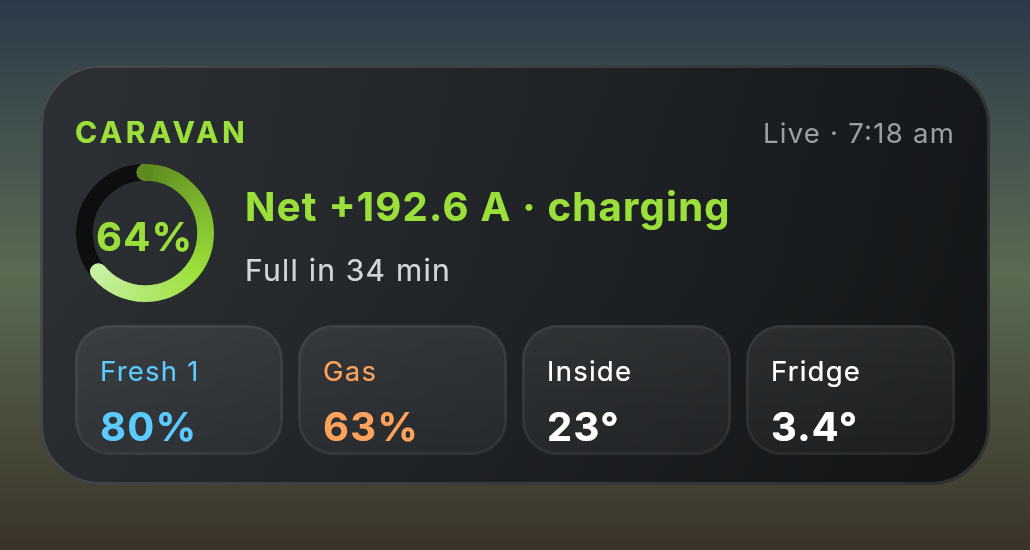 CARAVAN
Live · 7:18 am
64%
Net +192.6 A · charging
Full in 34 min
Fresh 1
80%
Gas
63%
Inside
23°
Fridge
3.4°